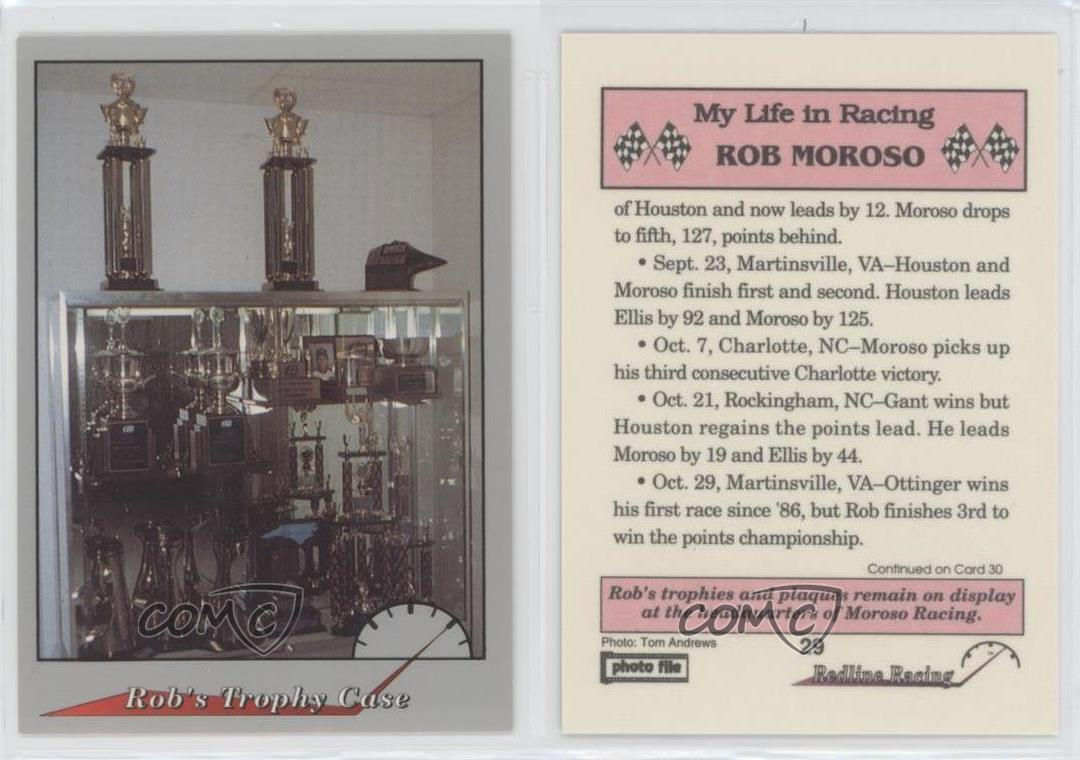 COMC
Rob's Trophy Case
My Life in Racing
ROB MOROSO
of Houston and now leads by 12. Moroso drops
to fifth, 127, points behind.
• Sept. 23, Martinsville, VA–Houston and
Moroso finish first and second. Houston leads
Ellis by 92 and Moroso by 125.
• Oct. 7, Charlotte, NC–Moroso picks up
his third consecutive Charlotte victory.
• Oct. 21, Rockingham, NC–Gant wins but
Houston regains the points lead. He leads
Moroso by 19 and Ellis by 44.
• Oct. 29, Martinsville, VA–Ottinger wins
his first race since '86, but Rob finishes 3rd to
win the points championship.
Continued on Card 30
Rob's trophies and plaques remain on display
at the headquarters of Moroso Racing.
COMC
Photo: Tom Andrews
29
photo file
Redline Racing